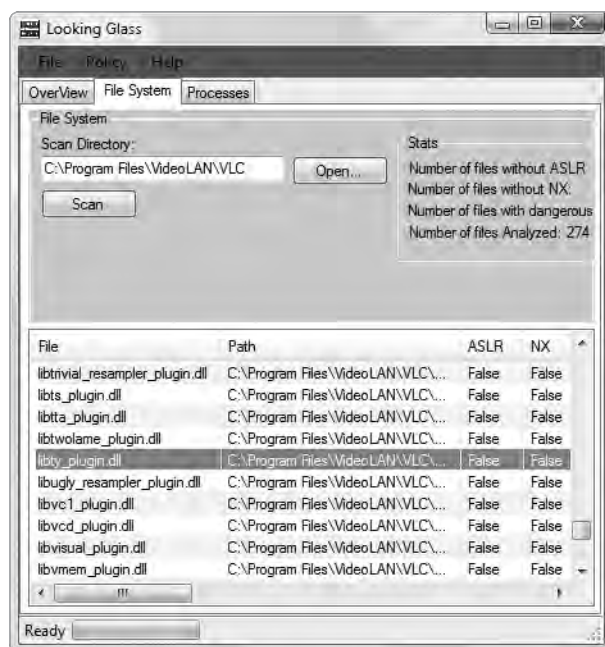 Looking Glass
File Policy Help
OverView File System Processes
File System
Scan Directory:
C:\Program Files\VideoLAN\VLC
Open...
Scan
Stats
Number of files without ASLR
Number of files without NX:
Number of files with dangerous
Number of files Analyzed: 274
File Path ASLR NX
libtrivial_resampler_plugin.dll C:\Program Files\VideoLAN\VLC\... False False
libts_plugin.dll C:\Program Files\VideoLAN\VLC\... False False
libtta_plugin.dll C:\Program Files\VideoLAN\VLC\... False False
libtwolame_plugin.dll C:\Program Files\VideoLAN\VLC\... False False
libty_plugin.dll C:\Program Files\VideoLAN\VLC\... False False
libugly_resampler_plugin.dll C:\Program Files\VideoLAN\VLC\... False False
libvc1_plugin.dll C:\Program Files\VideoLAN\VLC\... False False
libvcd_plugin.dll C:\Program Files\VideoLAN\VLC\... False False
libvisual_plugin.dll C:\Program Files\VideoLAN\VLC\... False False
libvmem_plugin.dll C:\Program Files\VideoLAN\VLC\... False False
Ready